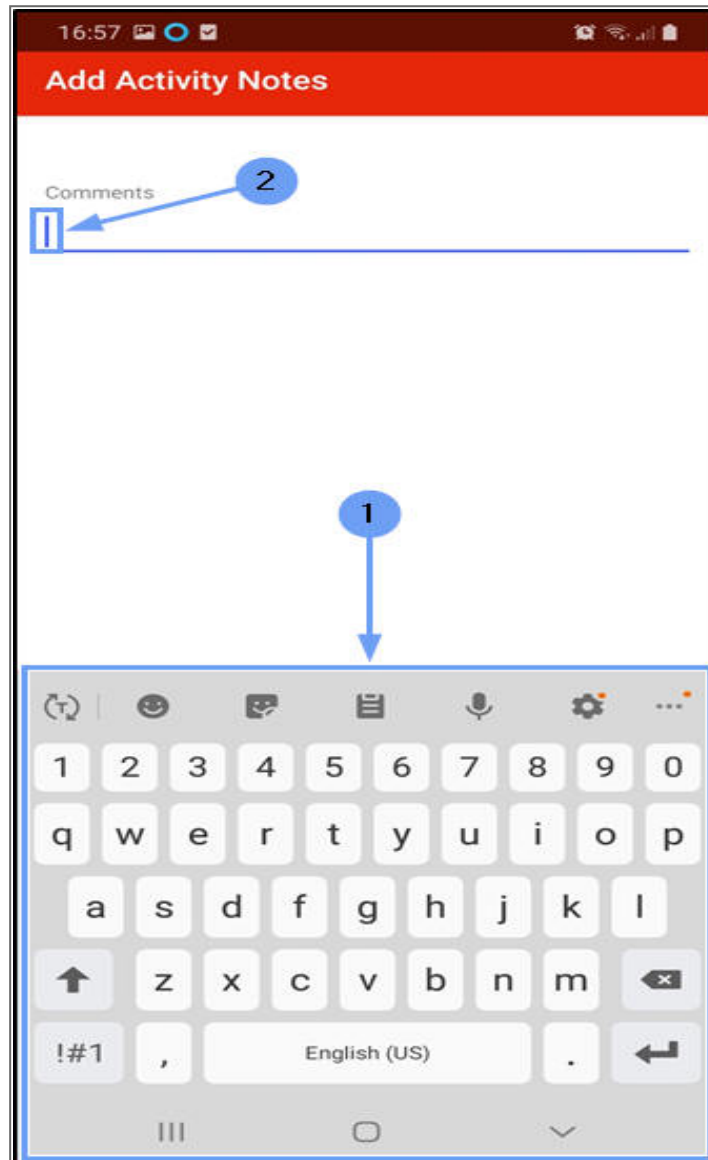 16:57
Add Activity Notes
Comments
2
1
1 2 3 4 5 6 7 8 9 0
q w e r t y u i o p
a s d f g h j k l
z x c v b n m
!#1 , English (US) .